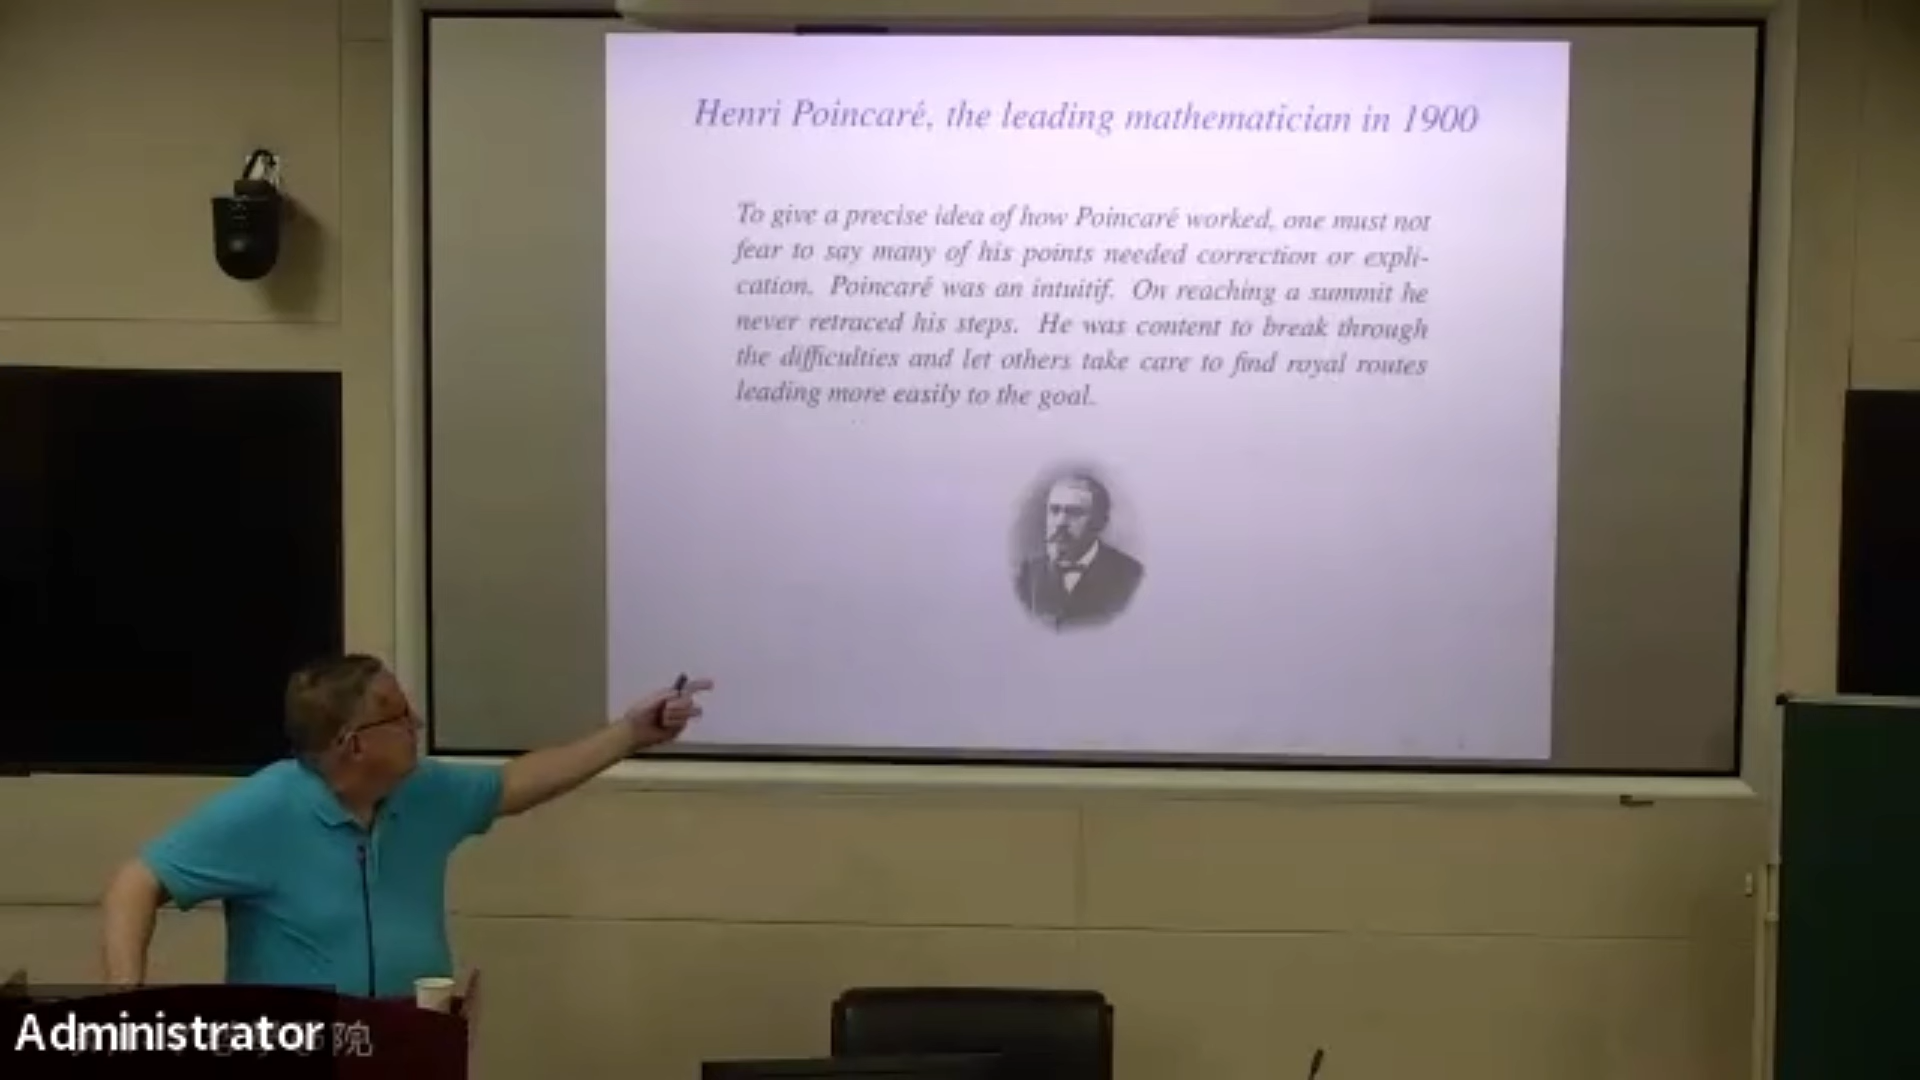 Henri Poincaré, the leading mathematician in 1900
To give a precise idea of how Poincaré worked, one must not
fear to say many of his points needed correction or expli-
cation. Poincaré was an intuitif. On reaching a summit he
never retraced his steps. He was content to break through
the difficulties and let others take care to find royal routes
leading more easily to the goal.
Administrator
院